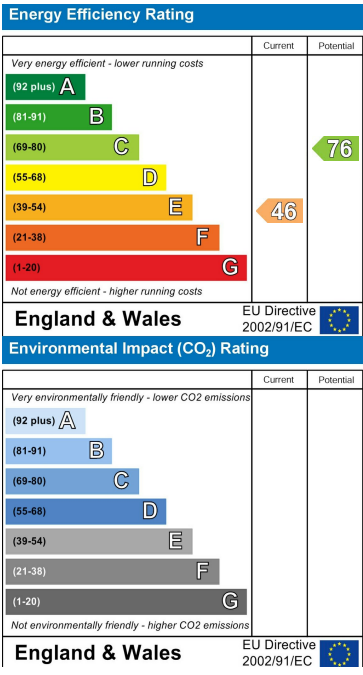 Energy Efficiency Rating
Current Potential
Very energy efficient - lower running costs
(92 plus) A
(81-91) B
(69-80) C
76
(55-68) D
(39-54) E
46
(21-38) F
(1-20) G
Not energy efficient - higher running costs
England & Wales
EU Directive
2002/91/EC
Environmental Impact (CO₂) Rating
Current Potential
Very environmentally friendly - lower CO2 emissions
(92 plus) A
(81-91) B
(69-80) C
(55-68) D
(39-54) E
(21-38) F
(1-20) G
Not environmentally friendly - higher CO2 emissions
England & Wales
EU Directive
2002/91/EC